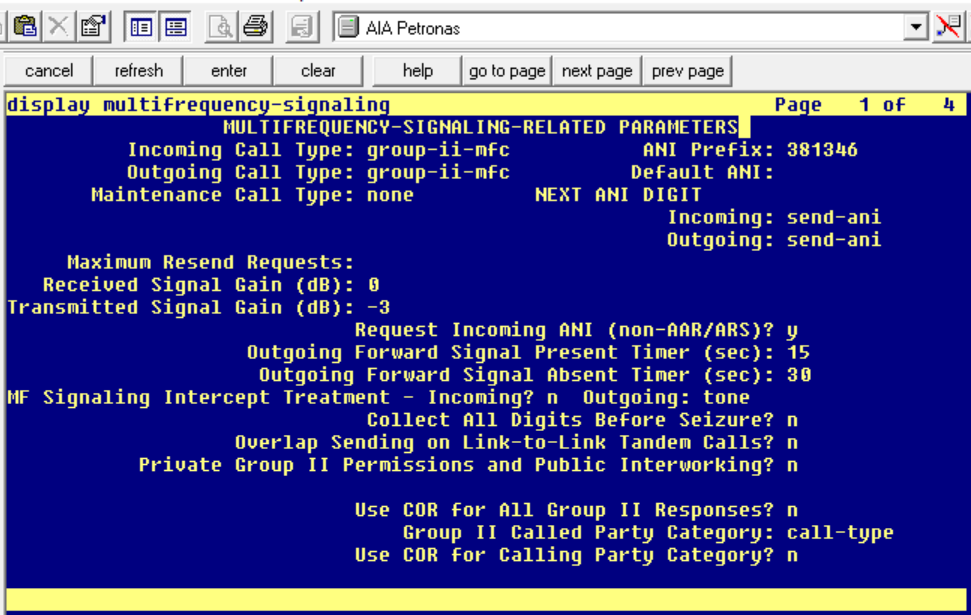 AIA Petronas
cancel refresh enter clear help go to page next page prev page
display multifrequency-signaling Page 1 of 4
MULTIFREQUENCY-SIGNALING-RELATED PARAMETERS
Incoming Call Type: group-ii-mfc ANI Prefix: 381346
Outgoing Call Type: group-ii-mfc Default ANI:
Maintenance Call Type: none NEXT ANI DIGIT
Incoming: send-ani
Outgoing: send-ani
Maximum Resend Requests:
Received Signal Gain (dB): 0
Transmitted Signal Gain (dB): -3
Request Incoming ANI (non-AAR/ARS)? y
Outgoing Forward Signal Present Timer (sec): 15
Outgoing Forward Signal Absent Timer (sec): 30
MF Signaling Intercept Treatment - Incoming? n Outgoing: tone
Collect All Digits Before Seizure? n
Overlap Sending on Link-to-Link Tandem Calls? n
Private Group II Permissions and Public Interworking? n
Use COR for All Group II Responses? n
Group II Called Party Category: call-type
Use COR for Calling Party Category? n